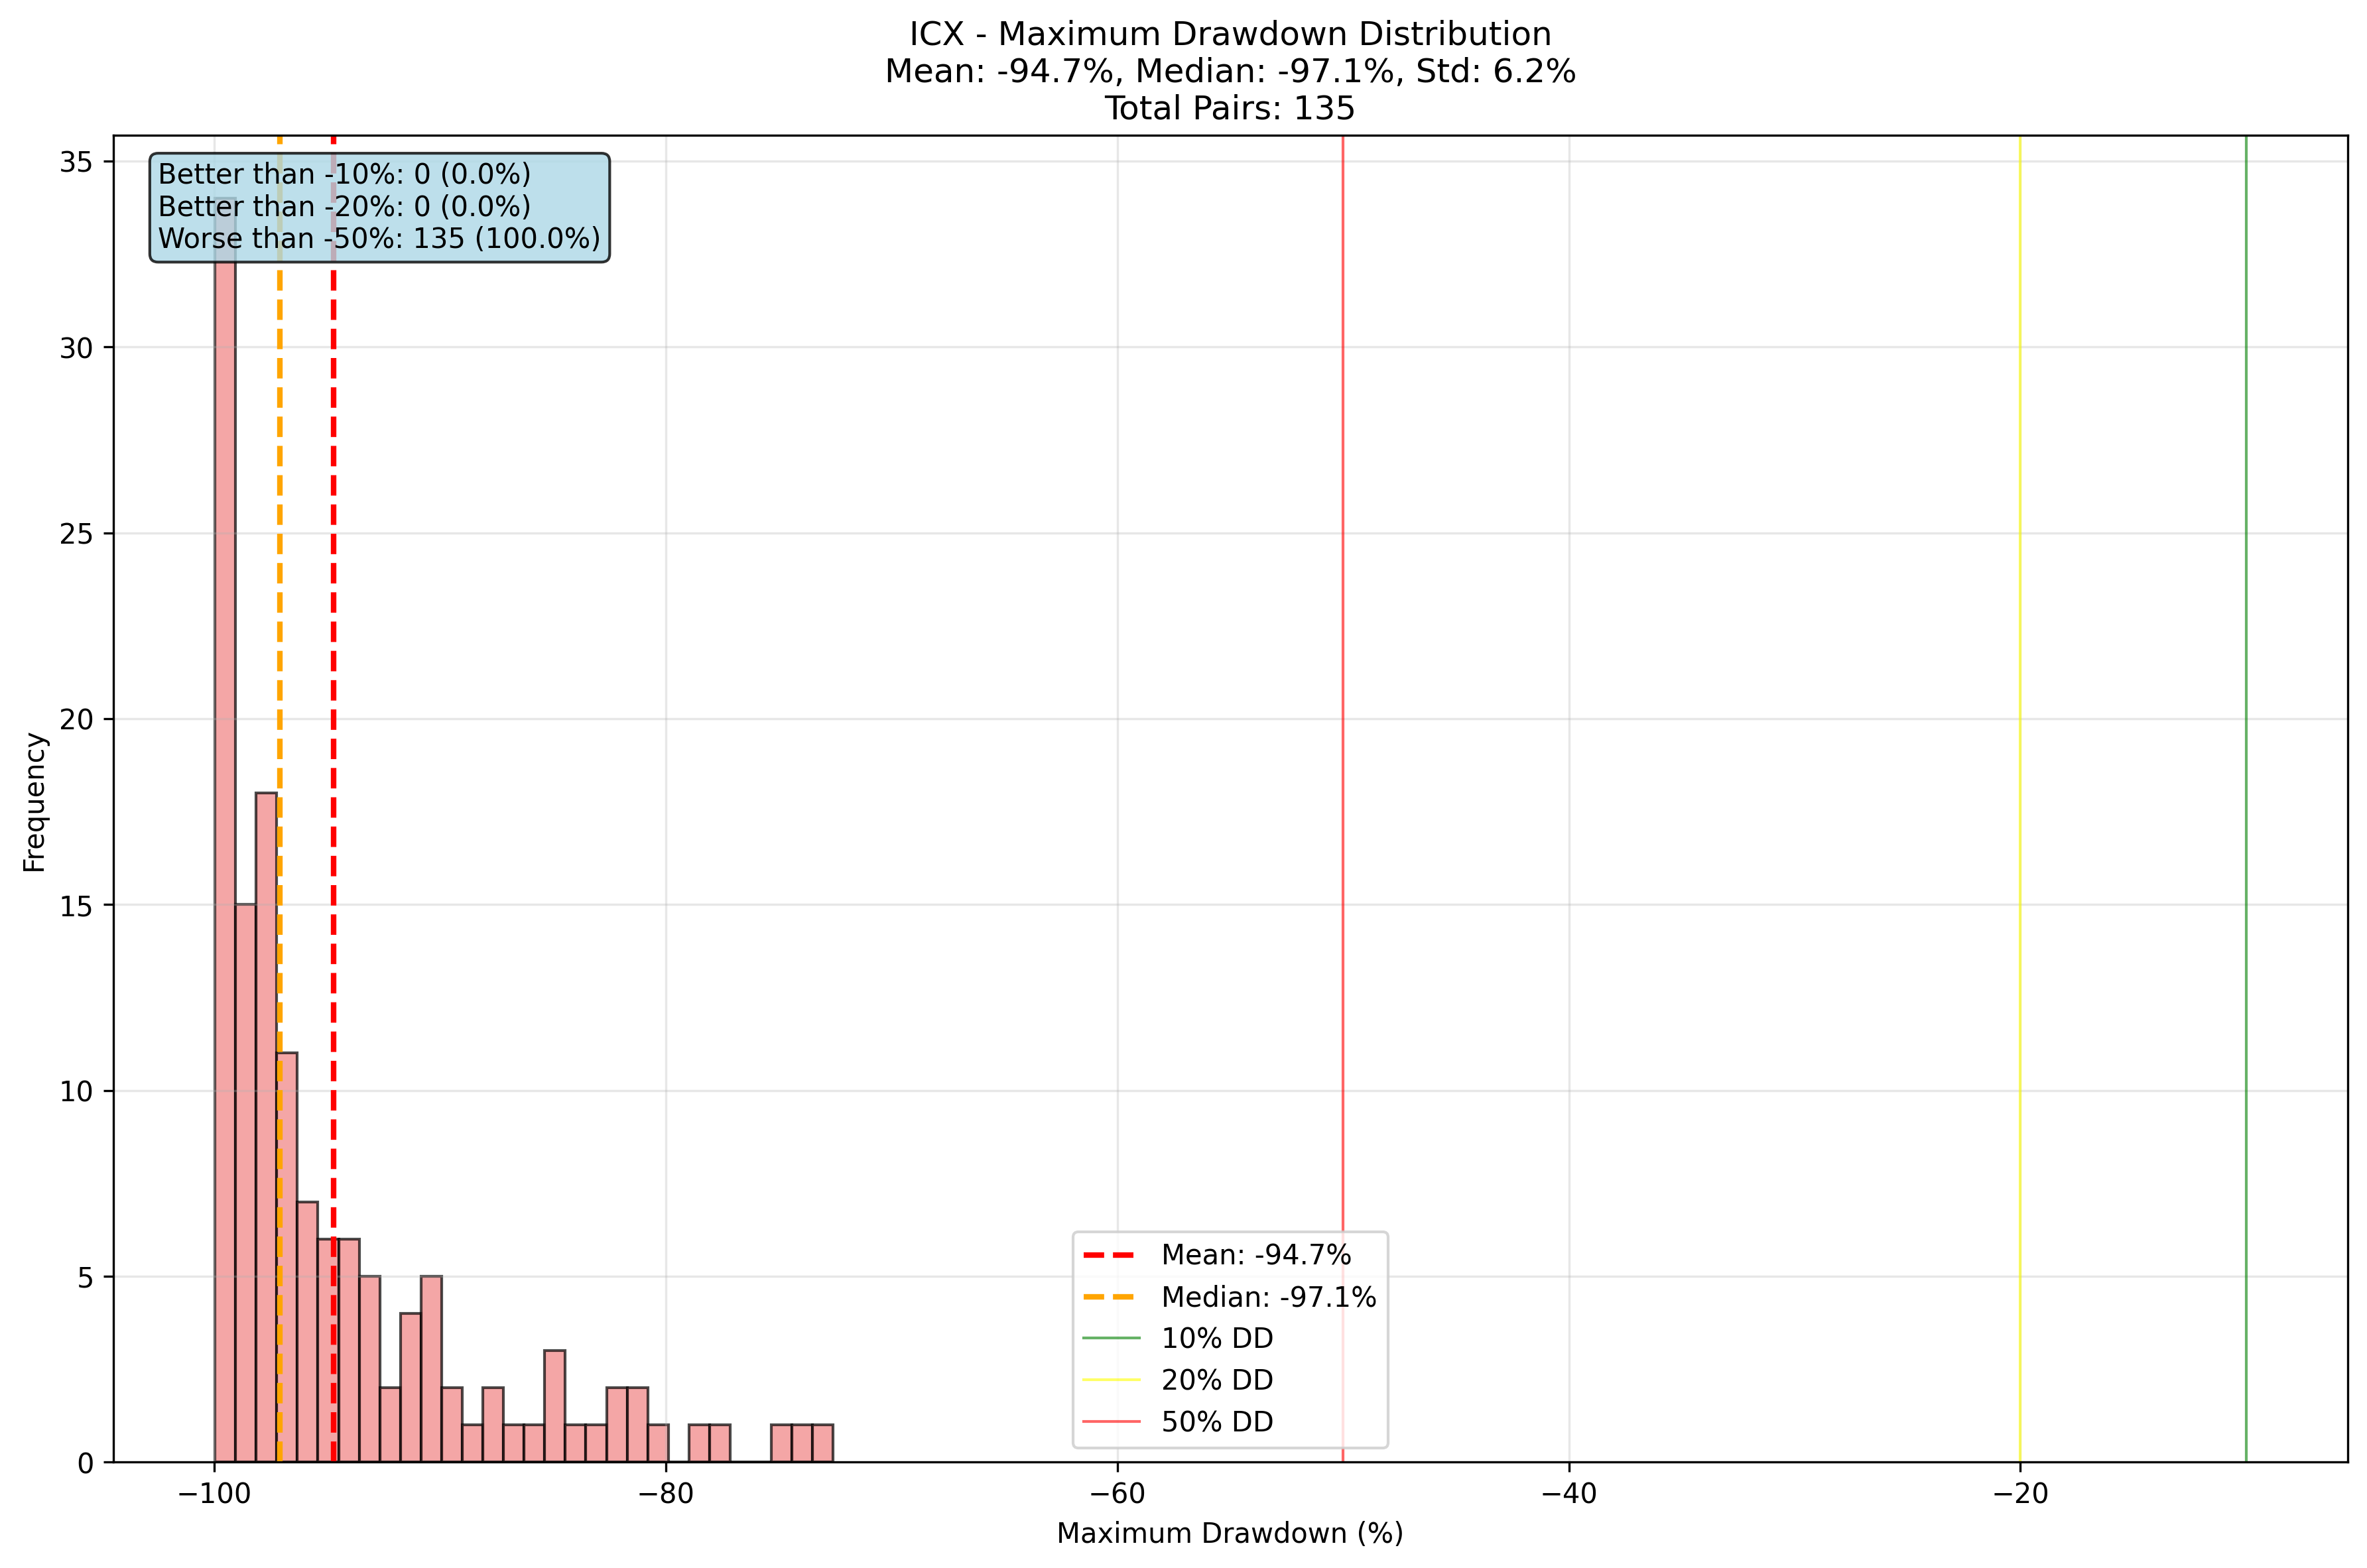 ICX - Maximum Drawdown Distribution
Mean: -94.7%, Median: -97.1%, Std: 6.2%
Total Pairs: 135
Better than -10%: 0 (0.0%)
Better than -20%: 0 (0.0%)
Worse than -50%: 135 (100.0%)
35
30
25
20
15
10
5
0
Frequency
Mean: -94.7%
Median: -97.1%
10% DD
20% DD
50% DD
−100
−80
−60
−40
−20
Maximum Drawdown (%)